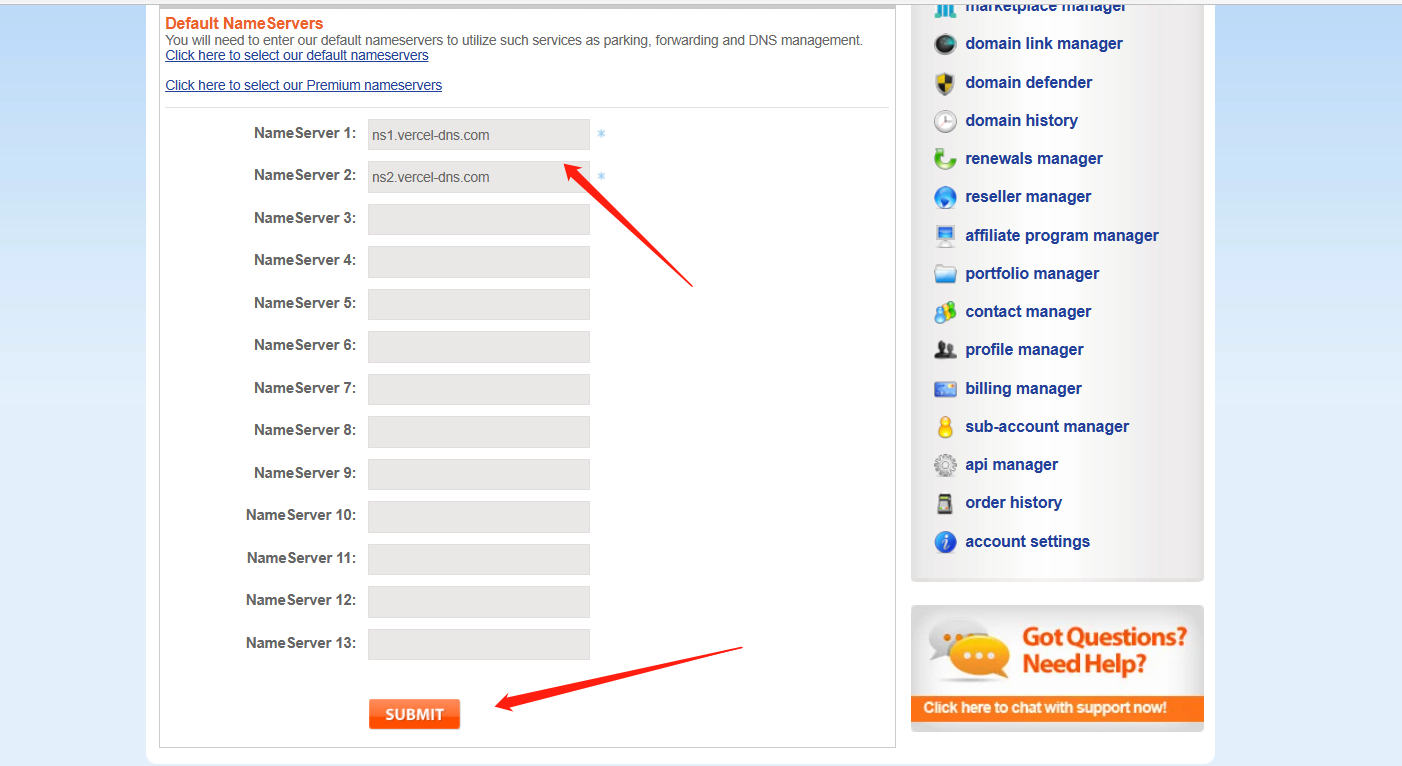 Default NameServers
You will need to enter our default nameservers to utilize such services as parking, forwarding and DNS management.
Click here to select our default nameservers
Click here to select our Premium nameservers
NameServer 1: ns1.vercel-dns.com *
NameServer 2: ns2.vercel-dns.com *
NameServer 3:
NameServer 4:
NameServer 5:
NameServer 6:
NameServer 7:
NameServer 8:
NameServer 9:
NameServer 10:
NameServer 11:
NameServer 12:
NameServer 13:
SUBMIT
marketplace manager
domain link manager
domain defender
domain history
renewals manager
reseller manager
affiliate program manager
portfolio manager
contact manager
profile manager
billing manager
sub-account manager
api manager
order history
account settings
Got Questions?
Need Help?
Click here to chat with support now!